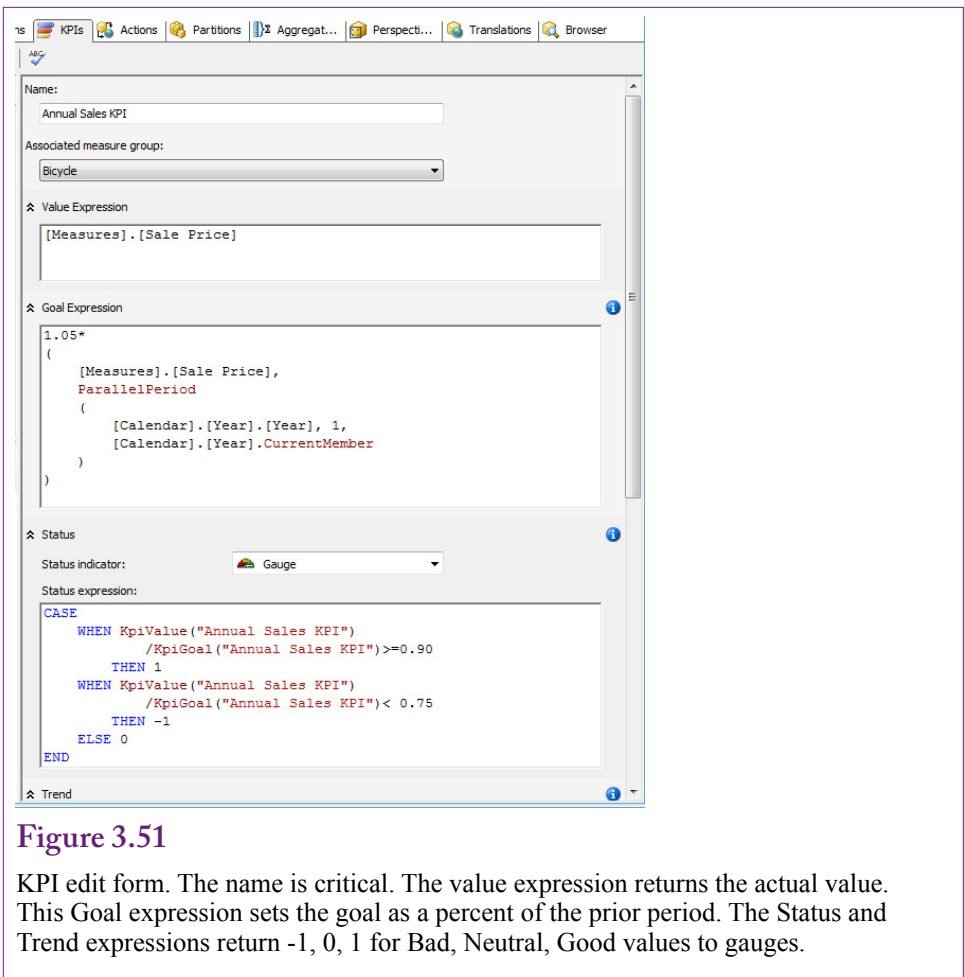 ns KPIs Actions Partitions Aggregat... Perspecti... Translations Browser
ABC
Name:
Annual Sales KPI
Associated measure group:
Bicycle
Value Expression
[Measures].[Sale Price]
Goal Expression
1.05*
(
[Measures].[Sale Price],
ParallelPeriod
(
[Calendar].[Year].[Year], 1,
[Calendar].[Year].CurrentMember
)
)
Status
Status indicator: Gauge
Status expression:
CASE
WHEN KpiValue("Annual Sales KPI")
/KpiGoal("Annual Sales KPI")>=0.90
THEN 1
WHEN KpiValue("Annual Sales KPI")
/KpiGoal("Annual Sales KPI")< 0.75
THEN -1
ELSE 0
END
Trend
Figure 3.51
KPI edit form. The name is critical. The value expression returns the actual value.
This Goal expression sets the goal as a percent of the prior period. The Status and
Trend expressions return -1, 0, 1 for Bad, Neutral, Good values to gauges.